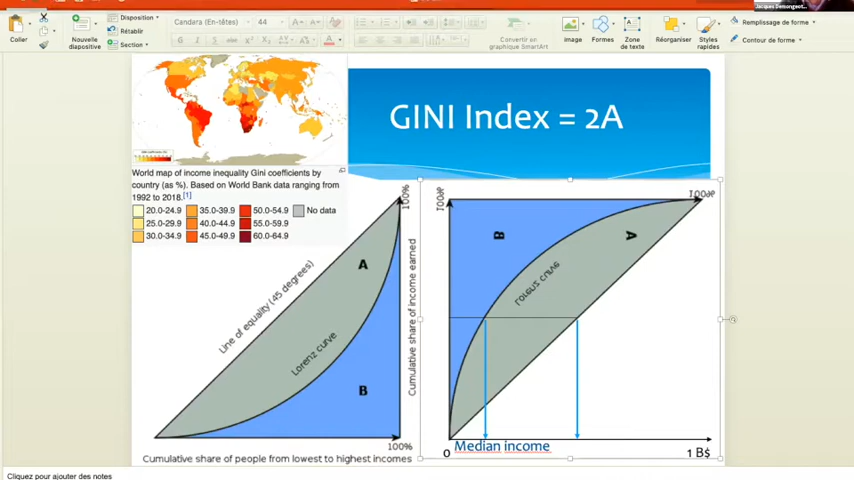 Jacques Demongeot...
Coller
Nouvelle
diapositive
Disposition
Rétablir
Section
Candara (En-têtes)
44
G
I
S
Convertir en
graphique SmartArt
Image
Formes
Zone
de texte
Réorganiser
Styles
rapides
Remplissage de forme
Contour de forme
GINI Index = 2A
World map of income inequality Gini coefficients by
country (as %). Based on World Bank data ranging from
1992 to 2018.[1]
20.0-24.9 35.0-39.9 50.0-54.9 No data
25.0-29.9 40.0-44.9 55.0-59.9
30.0-34.9 45.0-49.9 60.0-64.9
100%
A
Line of equality (45 degrees)
Lorenz curve
B
Cumulative share of income earned
100%
Cumulative share of people from lowest to highest incomes
100%
100%
B
A
Lorenz curve
Median income
0
1 B$
Cliquez pour ajouter des notes